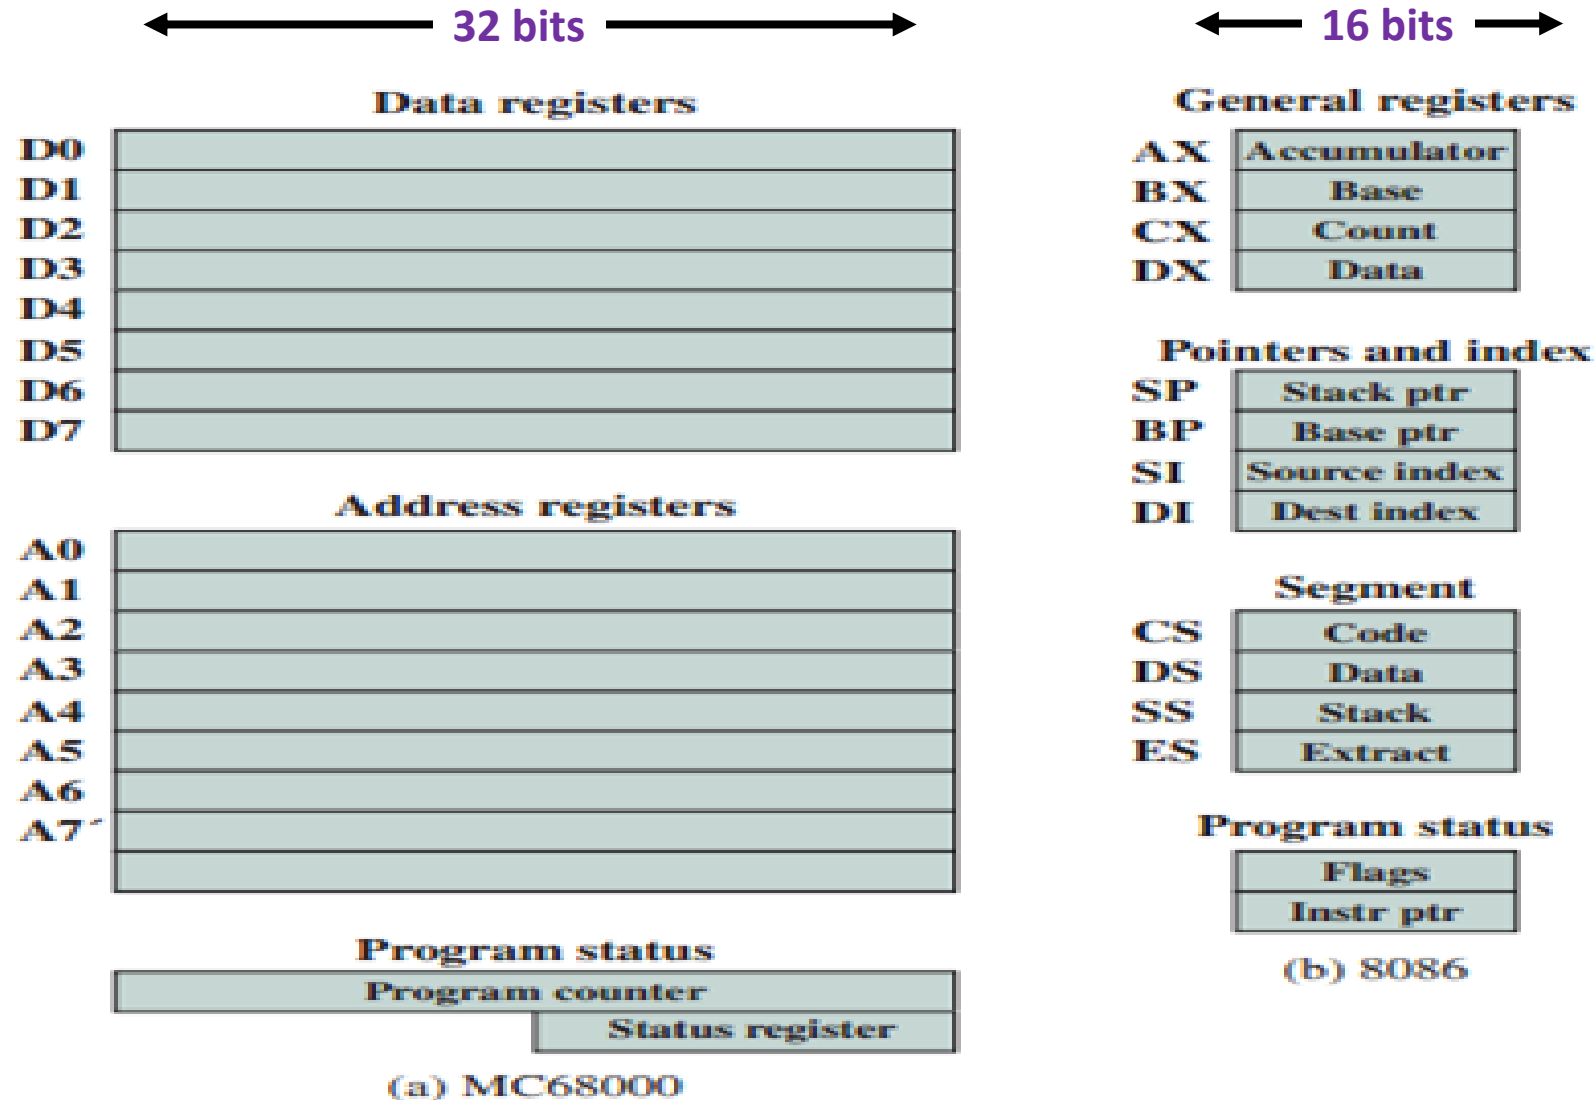 32 bits
Data registers
D0
D1
D2
D3
D4
D5
D6
D7
Address registers
A0
A1
A2
A3
A4
A5
A6
A7´
Program status
Program counter
Status register
(a) MC68000
16 bits
General registers
AX Accumulator
BX Base
CX Count
DX Data
Pointers and index
SP Stack ptr
BP Base ptr
SI Source index
DI Dest index
Segment
CS Code
DS Data
SS Stack
ES Extract
Program status
Flags
Instr ptr
(b) 8086